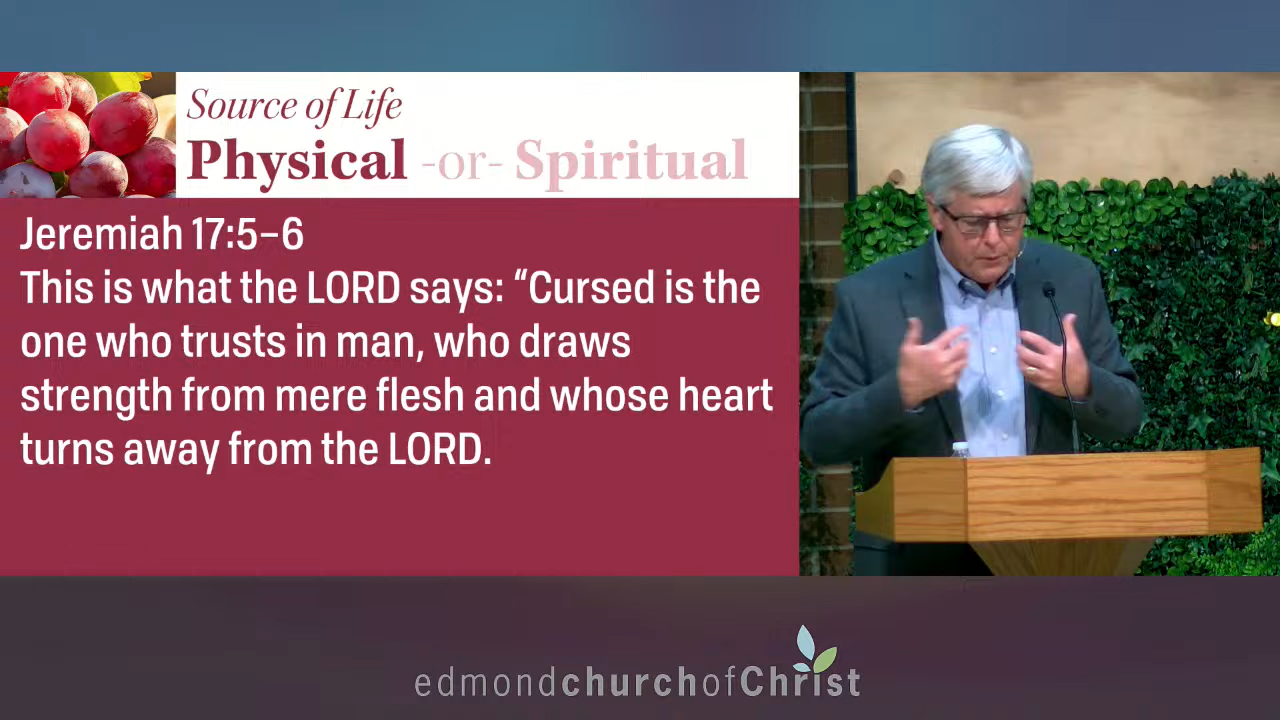 Source of Life
Physical -or- Spiritual
Jeremiah 17:5–6
This is what the LORD says: “Cursed is the
one who trusts in man, who draws
strength from mere flesh and whose heart
turns away from the LORD.
edmondchurchofChrist